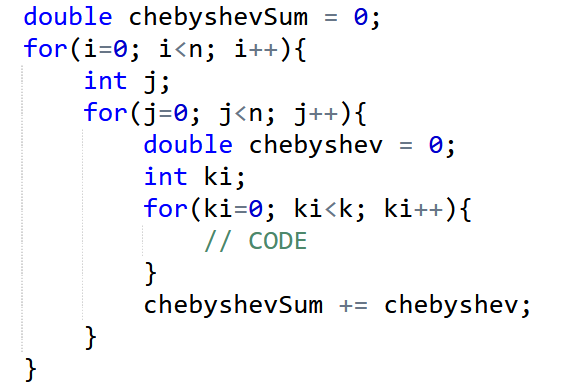 double chebyshevSum = 0;
for(i=0; i<n; i++){
    int j;
    for(j=0; j<n; j++){
        double chebyshev = 0;
        int ki;
        for(ki=0; ki<k; ki++){
            // CODE
        }
        chebyshevSum += chebyshev;
    }
}